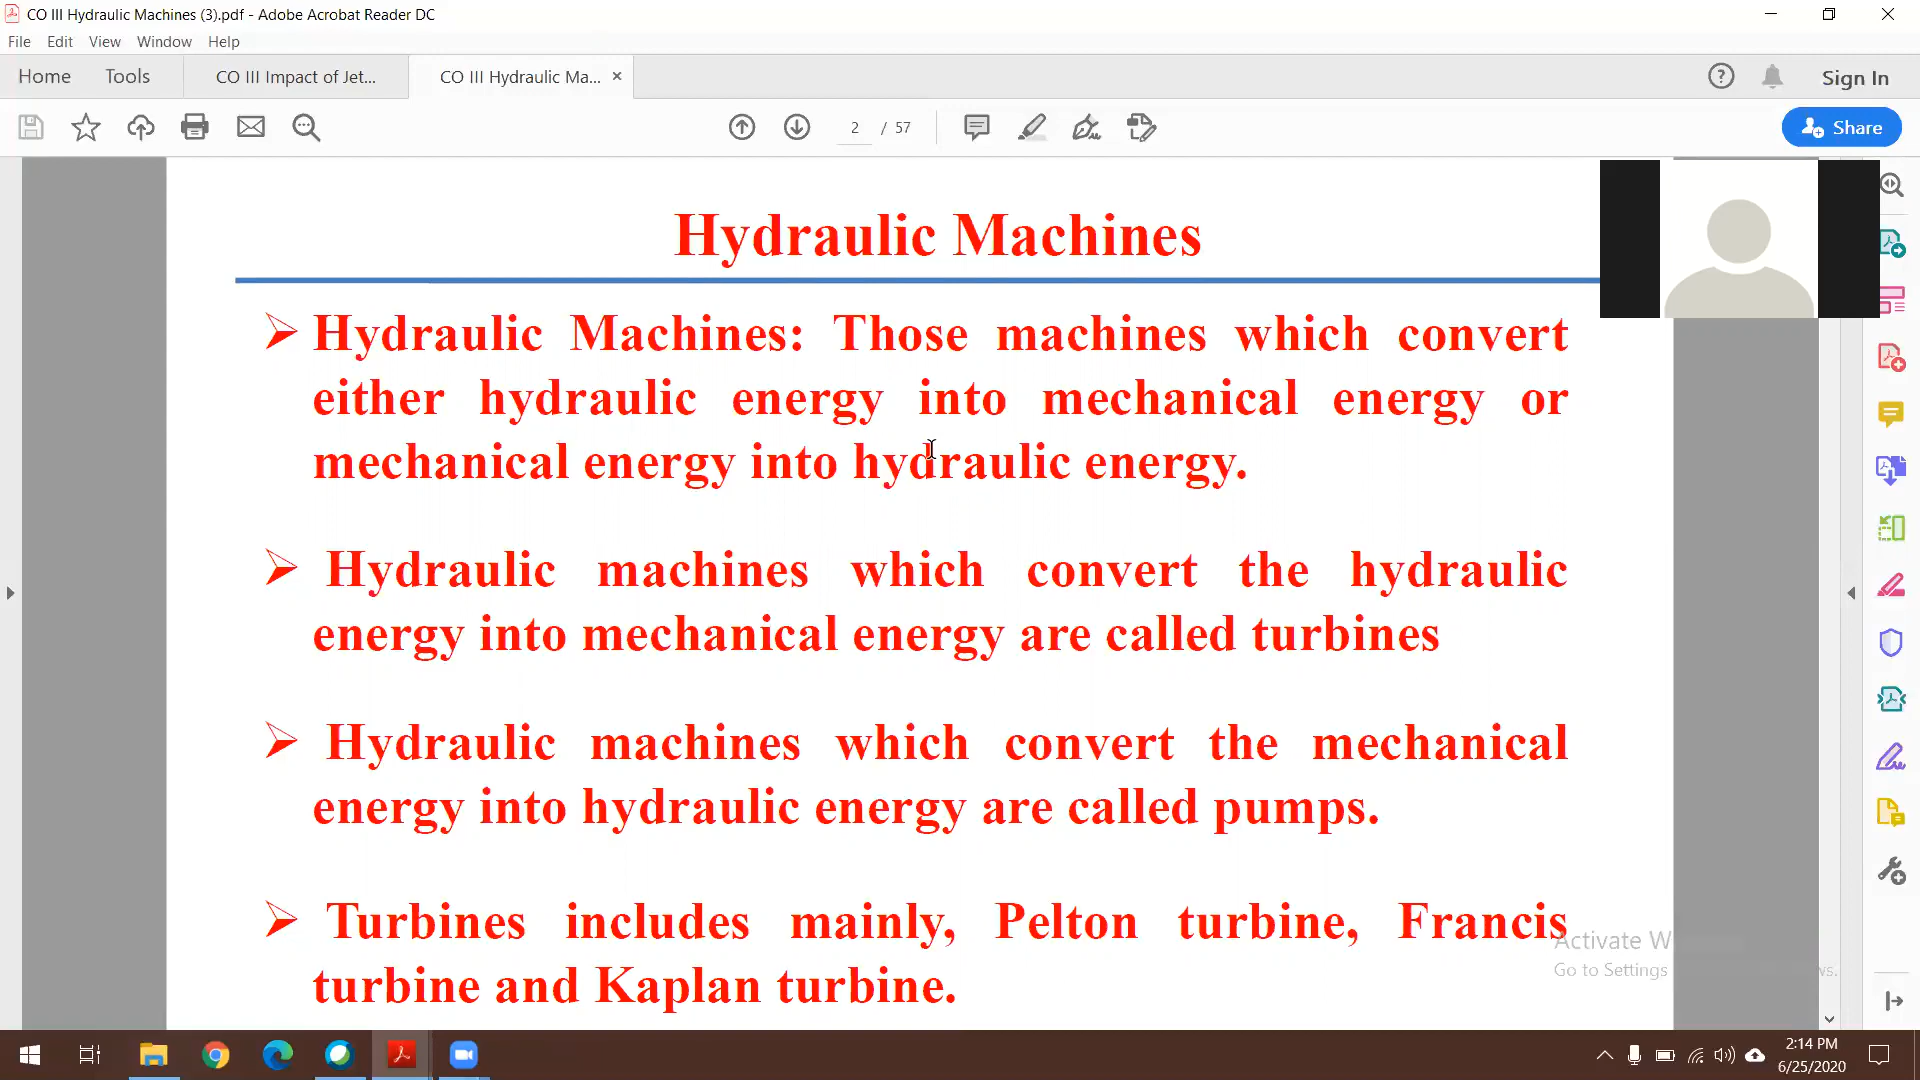 CO III Hydraulic Machines (3).pdf - Adobe Acrobat Reader DC
File Edit View Window Help
Home Tools CO III Impact of Jet... CO III Hydraulic Ma... × Sign In
2 / 57 Share
Hydraulic Machines
Hydraulic Machines: Those machines which convert
either hydraulic energy into mechanical energy or
mechanical energy into hydraulic energy.
Hydraulic machines which convert the hydraulic
energy into mechanical energy are called turbines
Hydraulic machines which convert the mechanical
energy into hydraulic energy are called pumps.
Turbines includes mainly, Pelton turbine, Francis
turbine and Kaplan turbine.
Activate W
Go to Settings ws.
2:14 PM
6/25/2020